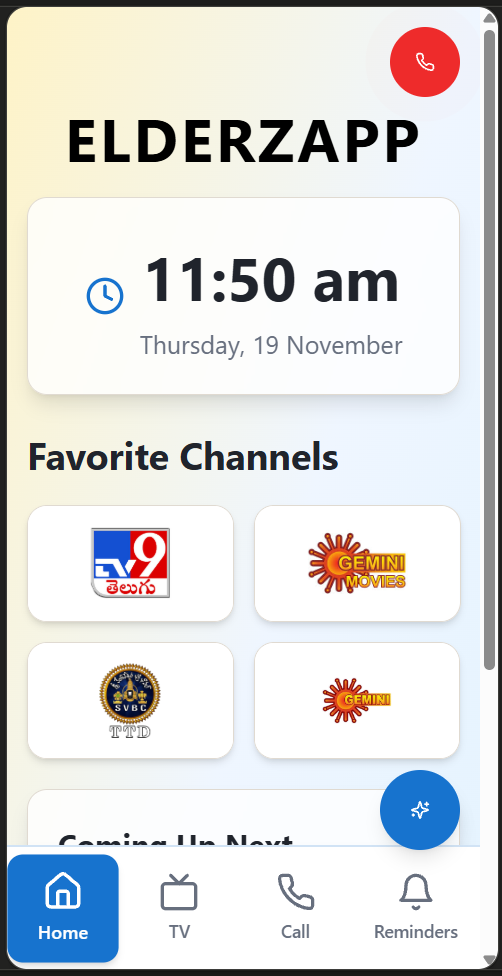 ELDERZAPP
11:50 am
Thursday, 19 November
Favorite Channels
TV9
తెలుగు
GEMINI
MOVIES
SVBC
TTD
GEMINI
Coming Up Next
Home
TV
Call
Reminders